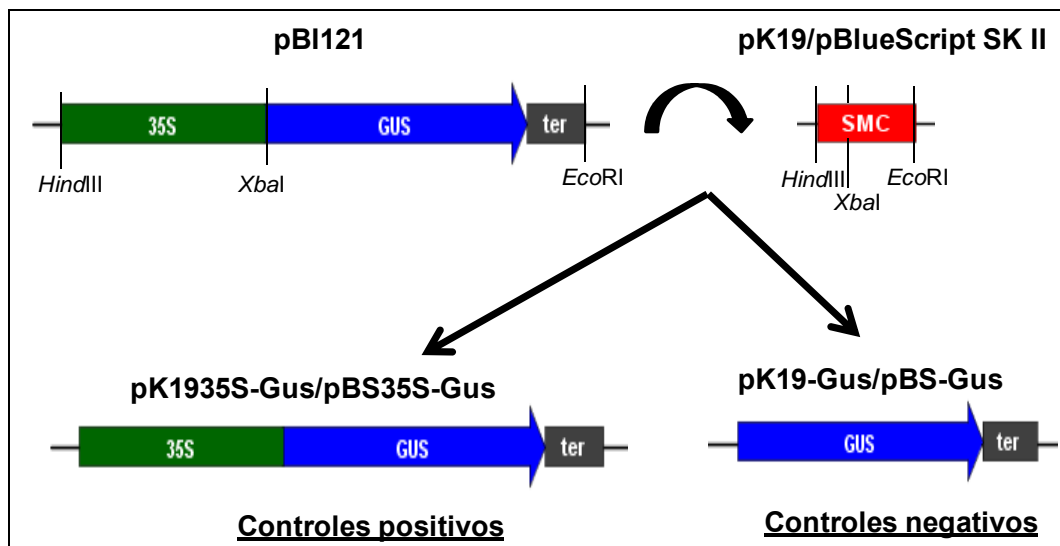 pBI121
pK19/pBlueScript SK II
35S
GUS
ter
SMC
HindIII
XbaI
EcoRI
HindIII
XbaI
EcoRI
pK1935S-Gus/pBS35S-Gus
pK19-Gus/pBS-Gus
35S
GUS
ter
GUS
ter
Controles positivos
Controles negativos